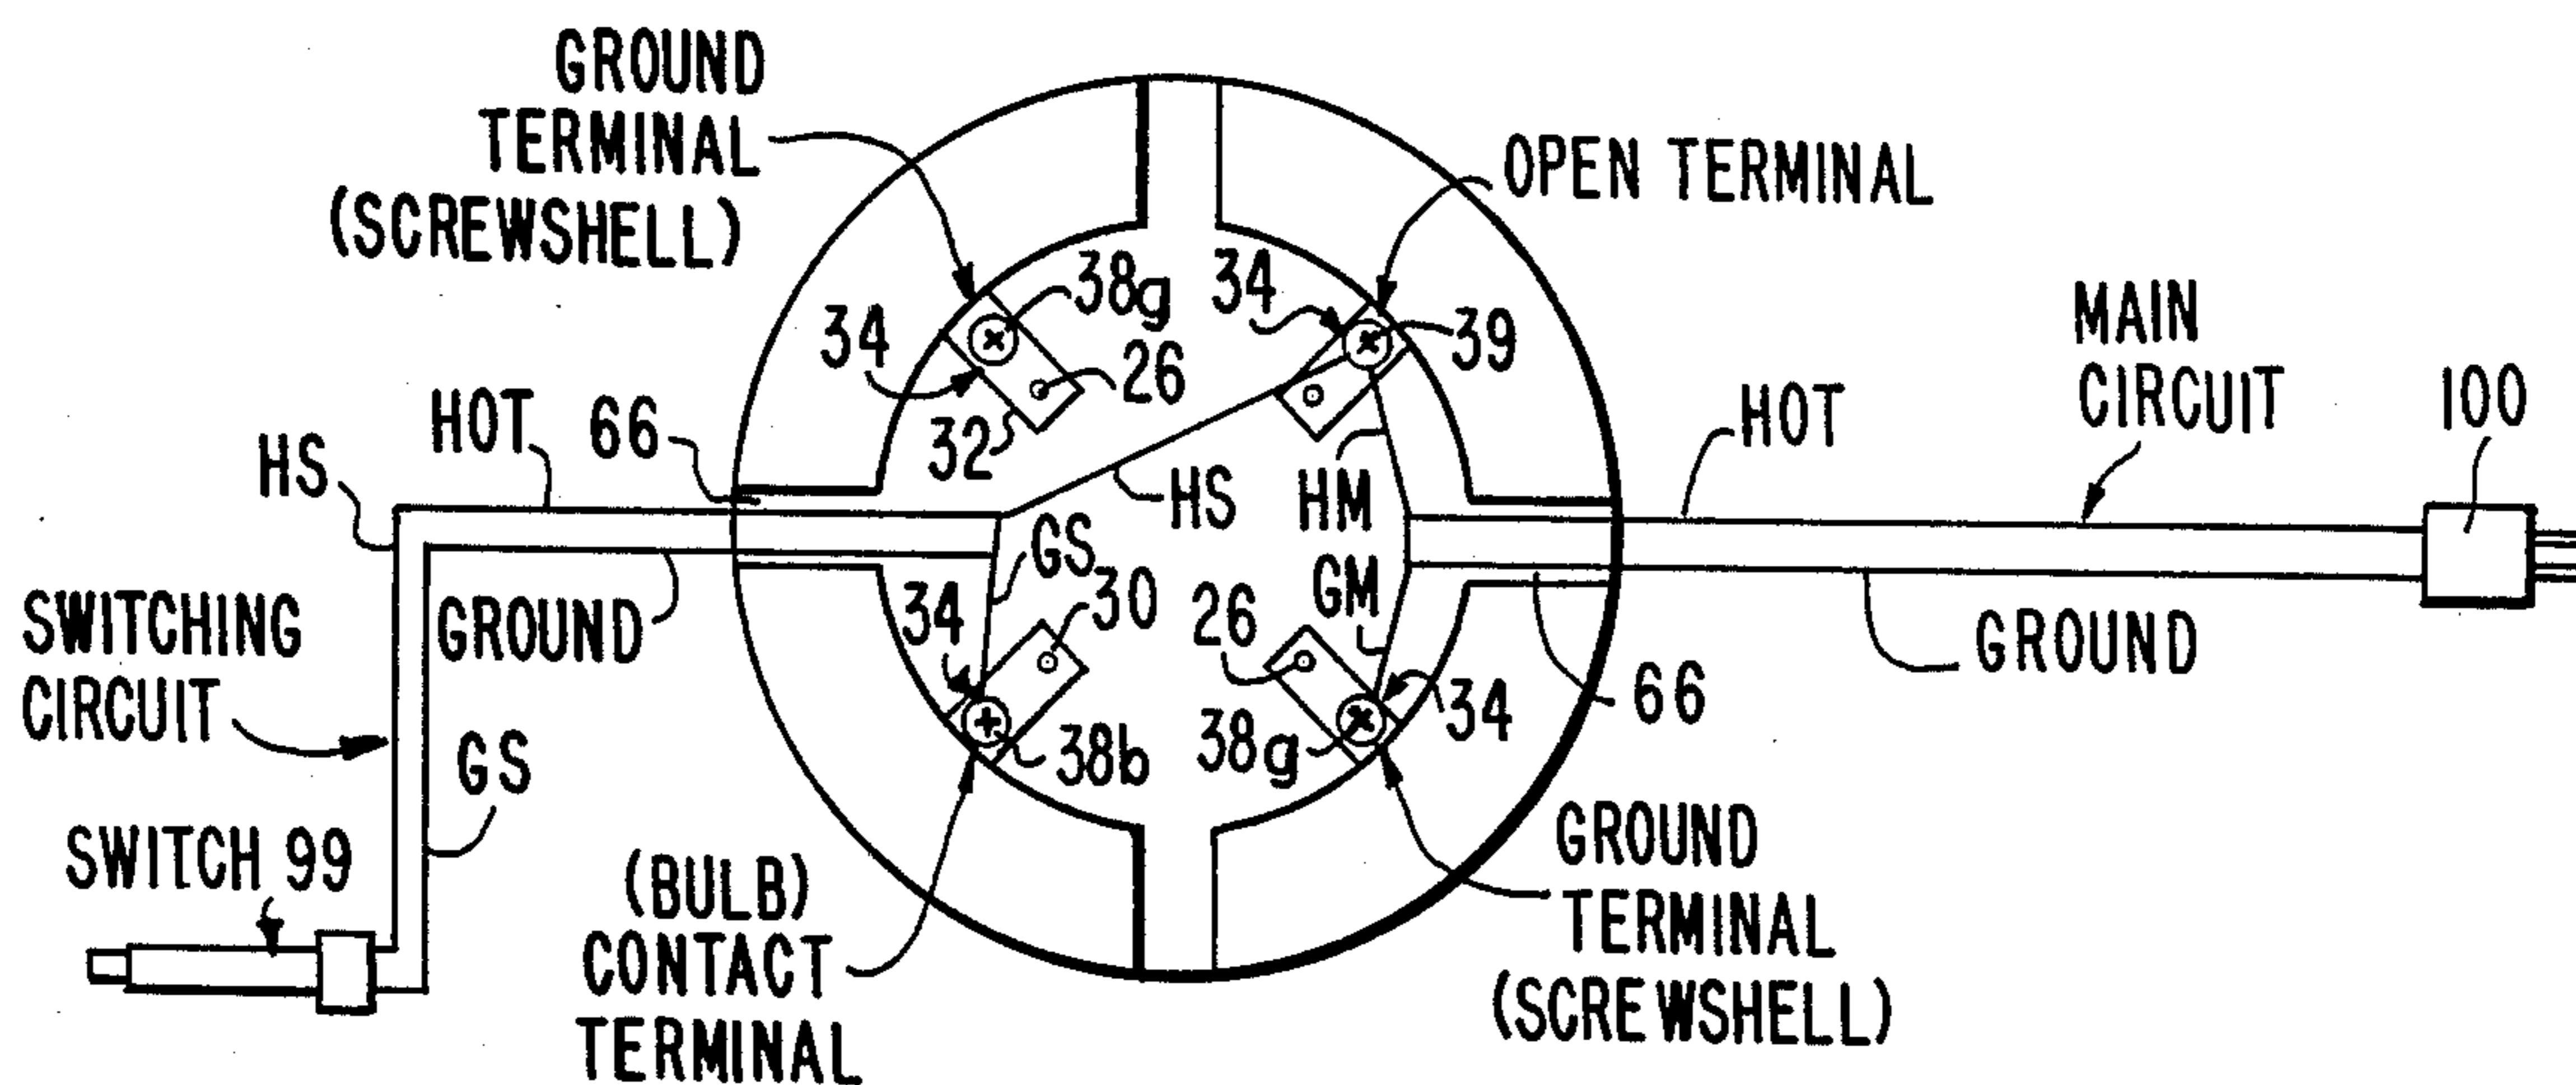 GROUND
TERMINAL
(SCREWSHELL)
OPEN TERMINAL
38g
34
34
39
26
32
MAIN
CIRCUIT
100
HOT
HOT
66
HS
HS
HM
GS
GM
34
30
26
GROUND
GROUND
SWITCHING
CIRCUIT
66
34
38b
38g
GS
SWITCH 99
(BULB)
CONTACT
TERMINAL
GROUND
TERMINAL
(SCREWSHELL)